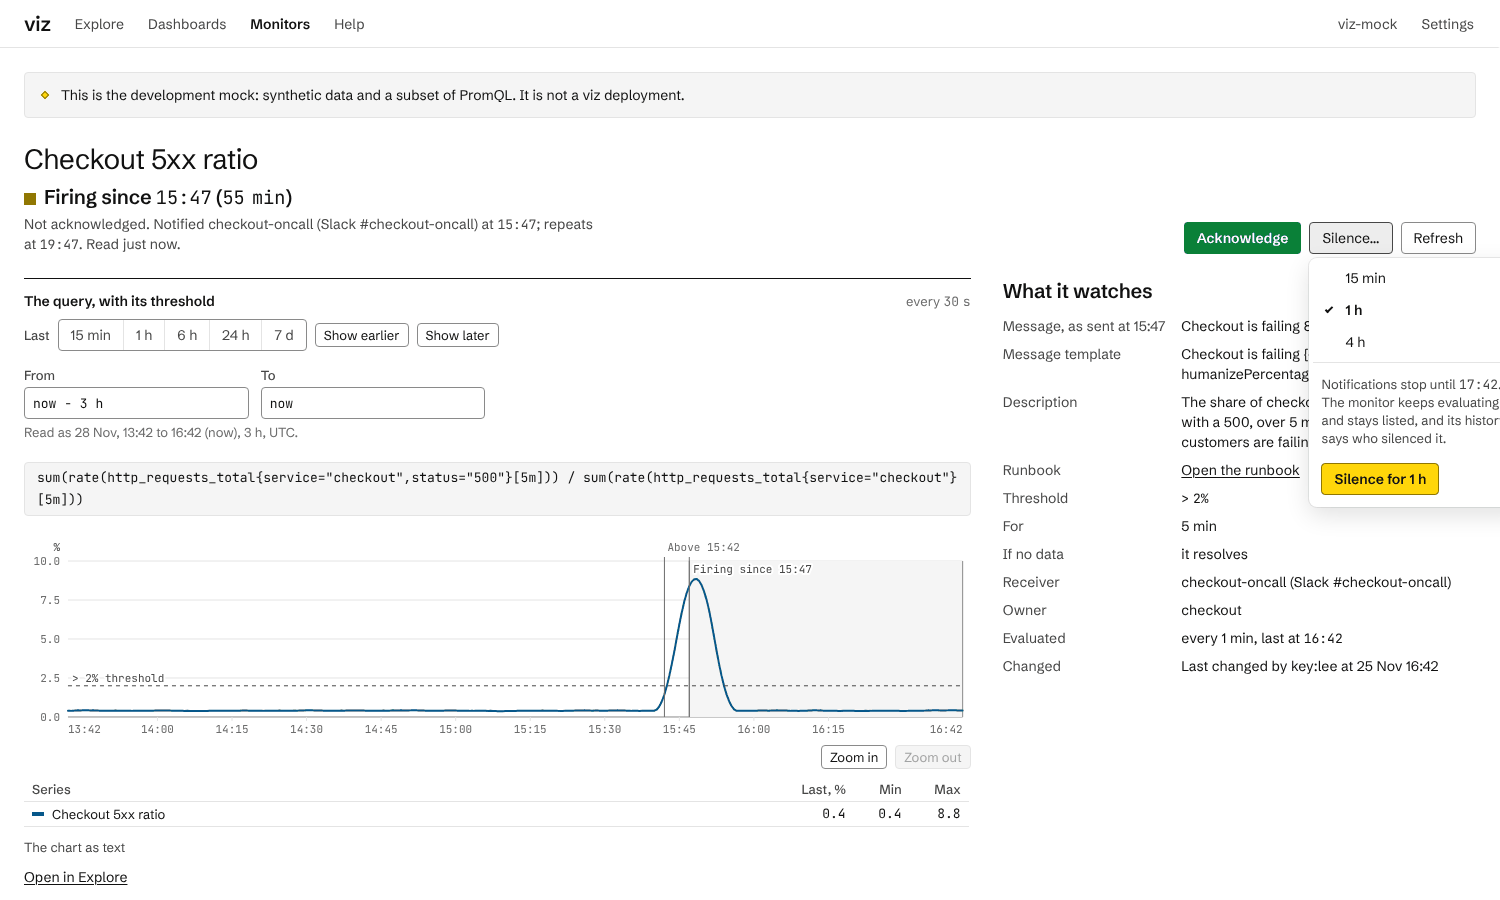 viz Explore Dashboards Monitors Help viz-mock Settings
This is the development mock: synthetic data and a subset of PromQL. It is not a viz deployment.
Checkout 5xx ratio
Firing since 15:47 (55 min)
Not acknowledged. Notified checkout-oncall (Slack #checkout-oncall) at 15:47; repeats
at 19:47. Read just now.
Acknowledge Silence... Refresh
15 min
1 h
4 h
Notifications stop until 17:42.
The monitor keeps evaluating
and stays listed, and its
says who silenced it.
Silence for 1 h
The query, with its threshold every 30 s
Last 15 min 1 h 6 h 24 h 7 d Show earlier Show later
From To
now - 3 h now
Read as 28 Nov, 13:42 to 16:42 (now), 3 h, UTC.
sum(rate(http_requests_total{service="checkout",status="500"}[5m])) / sum(rate(http_requests_total{service="checkout"}
[5m]))
%
Above 15:42
10.0
Firing since 15:47
7.5
5.0
2.5
> 2% threshold
0.0
13:42 14:00 14:15 14:30 14:45 15:00 15:15 15:30 15:45 16:00 16:15 16:42
Zoom in Zoom out
Series Last, % Min Max
Checkout 5xx ratio 0.4 0.4 8.8
The chart as text
Open in Explore
What it watches
Message, as sent at 15:47 Checkout is failing
Message template Checkout is failing
Description The share of
with a 500, over 5
customers are
Runbook Open the runbook
Threshold > 2%
For 5 min
If no data it resolves
Receiver checkout-oncall (Slack #checkout-oncall)
Owner checkout
Evaluated every 1 min, last at 16:42
Changed Last changed by key:lee at 25 Nov 16:42